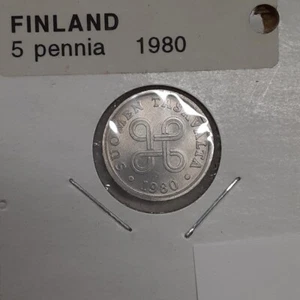 FINLAND
5 pennia 1980
SUOMEN TASAVALTA
• 1980 •